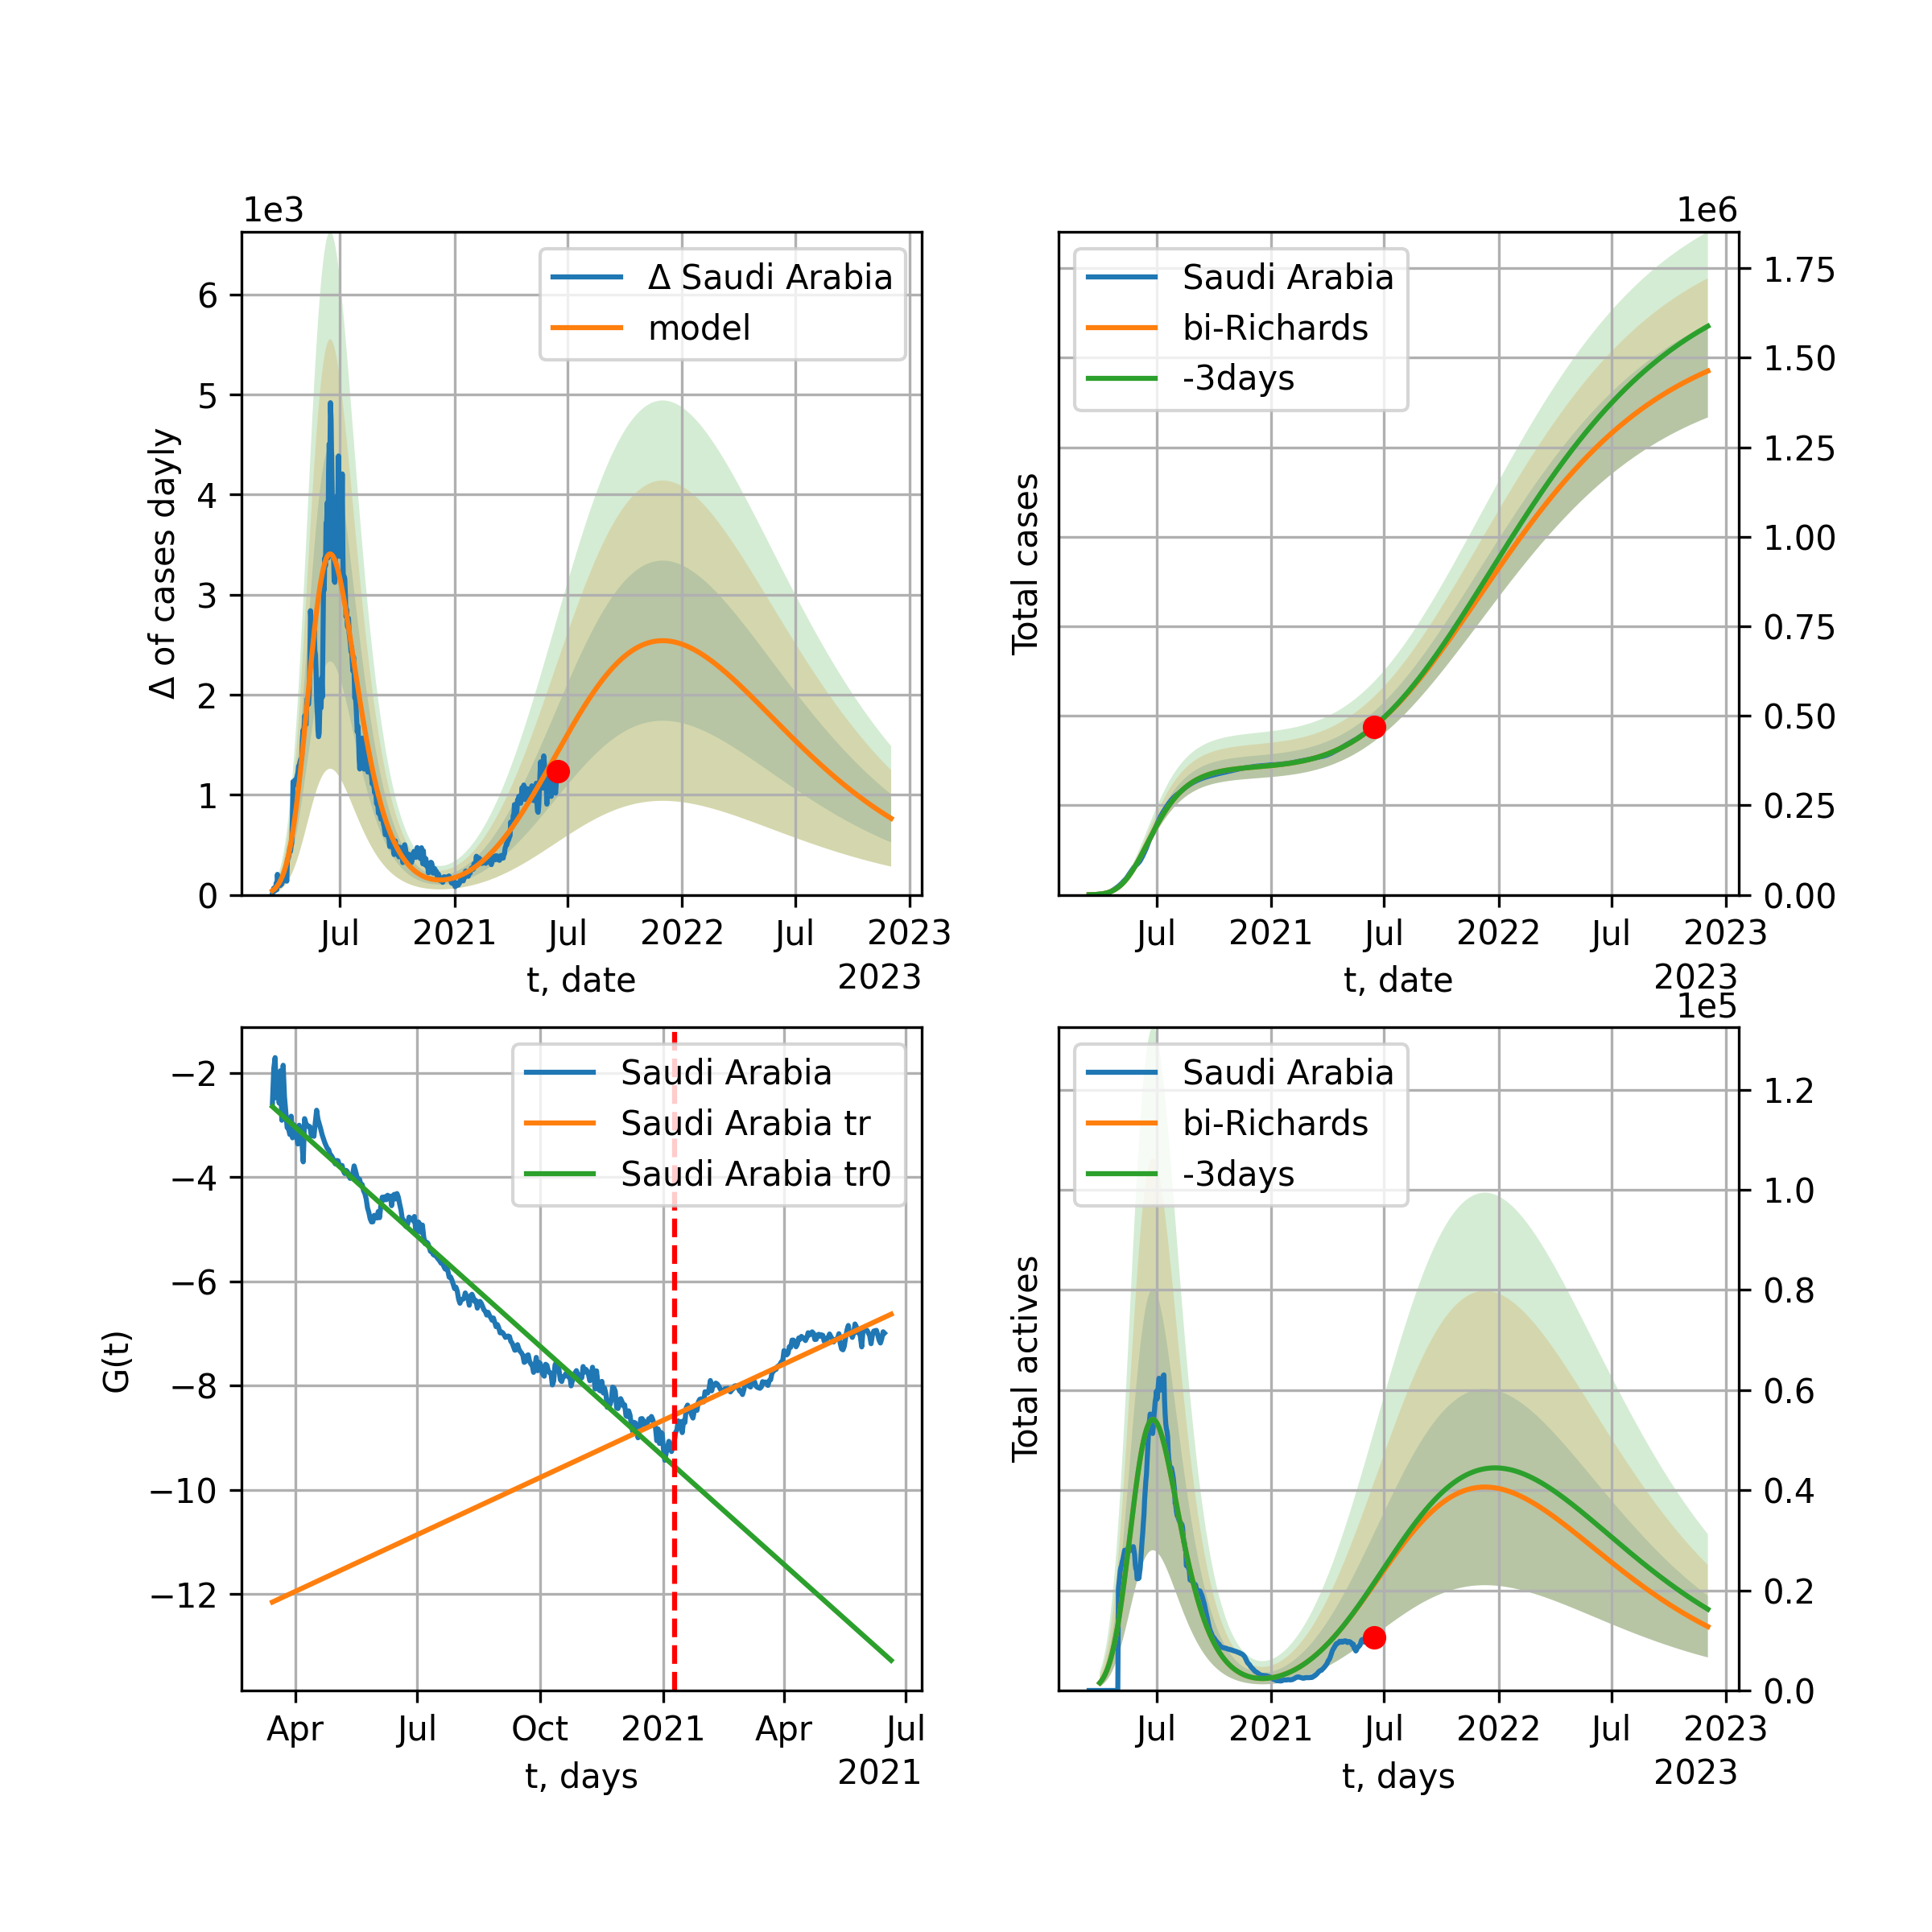 1e3
Δ of cases dayly
6
5
4
3
2
1
0
Δ Saudi Arabia
model
Jul 2021 Jul 2022 Jul 2023
t, date
2023
1e6
Total cases
Saudi Arabia
bi-Richards
-3days
1.75
1.50
1.25
1.00
0.75
0.50
0.25
0.00
Jul 2021 Jul 2022 Jul 2023
t, date
2023
G(t)
−2
−4
−6
−8
−10
−12
Saudi Arabia
Saudi Arabia tr
Saudi Arabia tr0
Apr Jul Oct 2021 Apr Jul
t, days
2021
1e5
Total actives
Saudi Arabia
bi-Richards
-3days
1.2
1.0
0.8
0.6
0.4
0.2
0.0
Jul 2021 Jul 2022 Jul 2023
t, days
2023